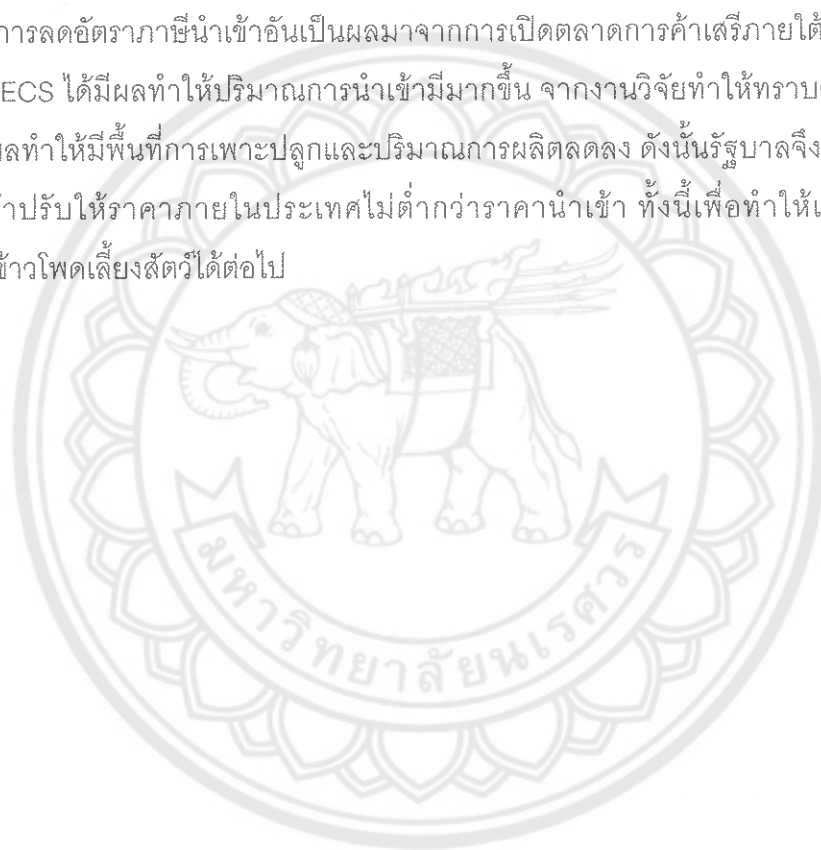 การลดอัตราภาษีนำเข้าอันเป็นผลมาจากการเปิดตลาดการค้าเสรีภายใต้
ECS ได้มีผลทำให้ปริมาณการนำเข้ามีมากขึ้น จากงานวิจัยทำให้ทราบ
ลทำให้มีพื้นที่การเพาะปลูกและปริมาณการผลิตลดลง ดังนั้นรัฐบาลจึง
าปรับให้ราคาภายในประเทศไม่ต่ำกว่าราคานำเข้า ทั้งนี้เพื่อทำให้เ
ข้าวโพดเลี้ยงสัตว์ได้ต่อไป
มหาวิทยาลัยนเรศวร